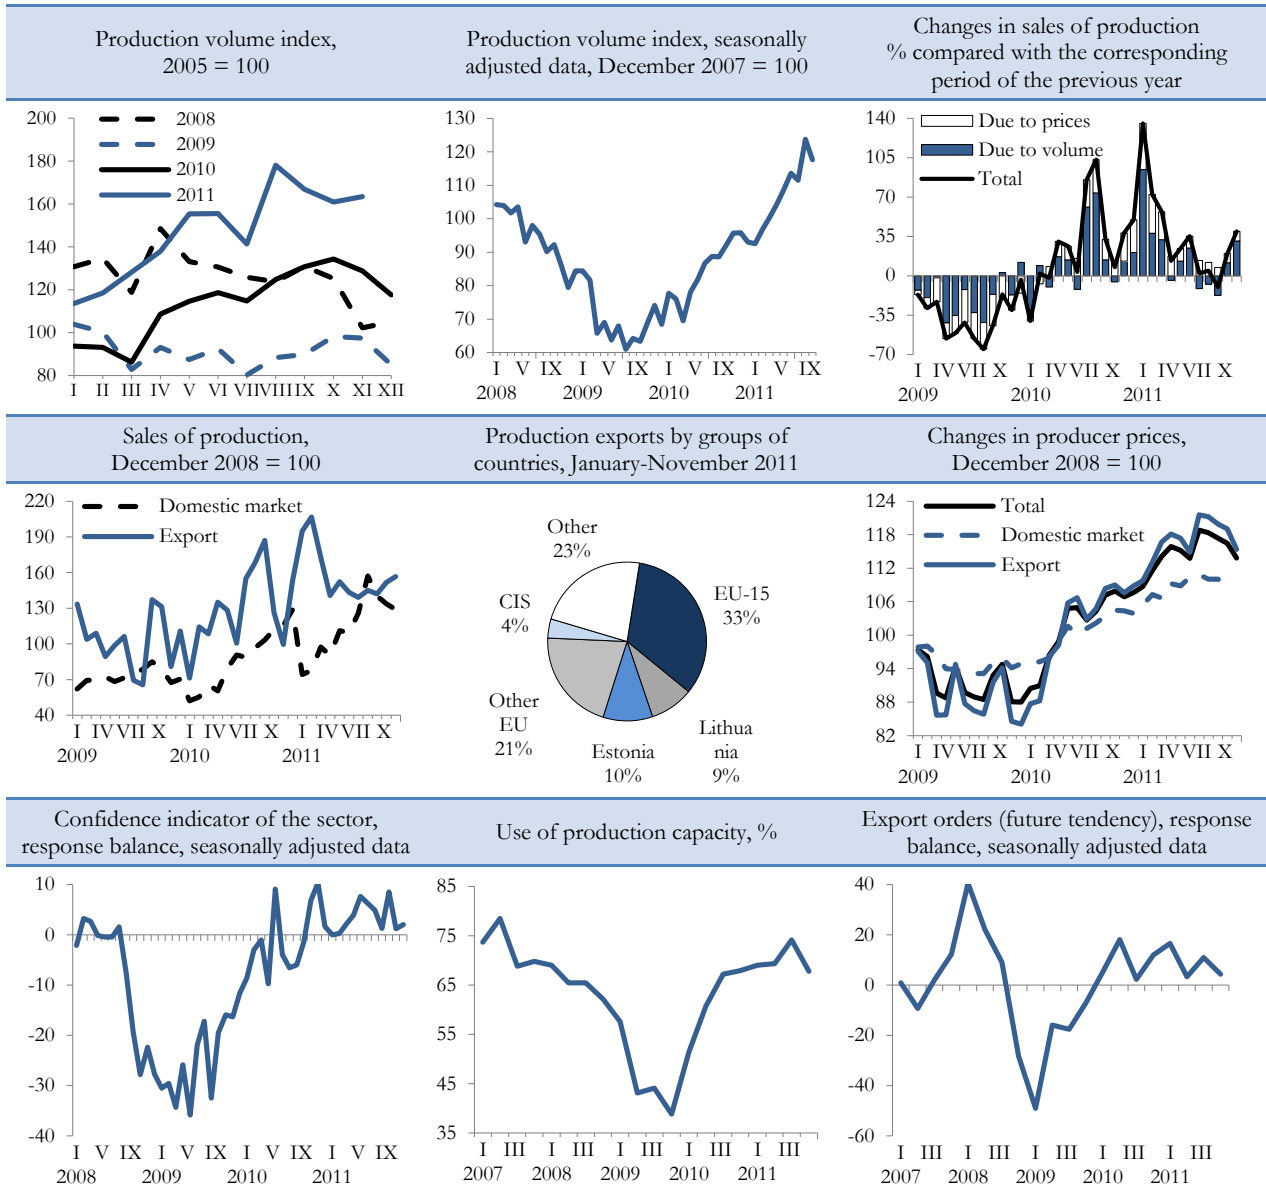 Production volume index,
2005 = 100
Production volume index, seasonally
adjusted data, December 2007 = 100
Changes in sales of production
% compared with the corresponding
period of the previous year
200
180
160
140
120
100
80
2008
2009
2010
2011
I II III IV V VI VII VIII IX X XI XII
130
120
110
100
90
80
70
60
I V IX I V IX I V IX I V IX
2008 2009 2010 2011
140
105
70
35
0
-35
-70
Due to prices
Due to volume
Total
I IV VII X I IV VII X I IV VII X
2009 2010 2011
Sales of production,
December 2008 = 100
Production exports by groups of
countries, January-November 2011
Changes in producer prices,
December 2008 = 100
220
190
160
130
100
70
40
Domestic market
Export
I IV VII X I IV VII X I IV VII X
2009 2010 2011
Other
23%
EU-15
33%
CIS
4%
Other
EU
21%
Estonia
10%
Lithua
nia
9%
124
118
112
106
100
94
88
82
Total
Domestic market
Export
I IV VII X I IV VII X I IV VII X
2009 2010 2011
Confidence indicator of the sector,
response balance, seasonally adjusted data
Use of production capacity, %
Export orders (future tendency), response
balance, seasonally adjusted data
10
0
-10
-20
-30
-40
I V IX I V IX I V IX I V IX
2008 2009 2010 2011
85
75
65
55
45
35
I III I III I III I III I III
2007 2008 2009 2010 2011
40
20
0
-20
-40
-60
I III I III I III I III I III
2007 2008 2009 2010 2011